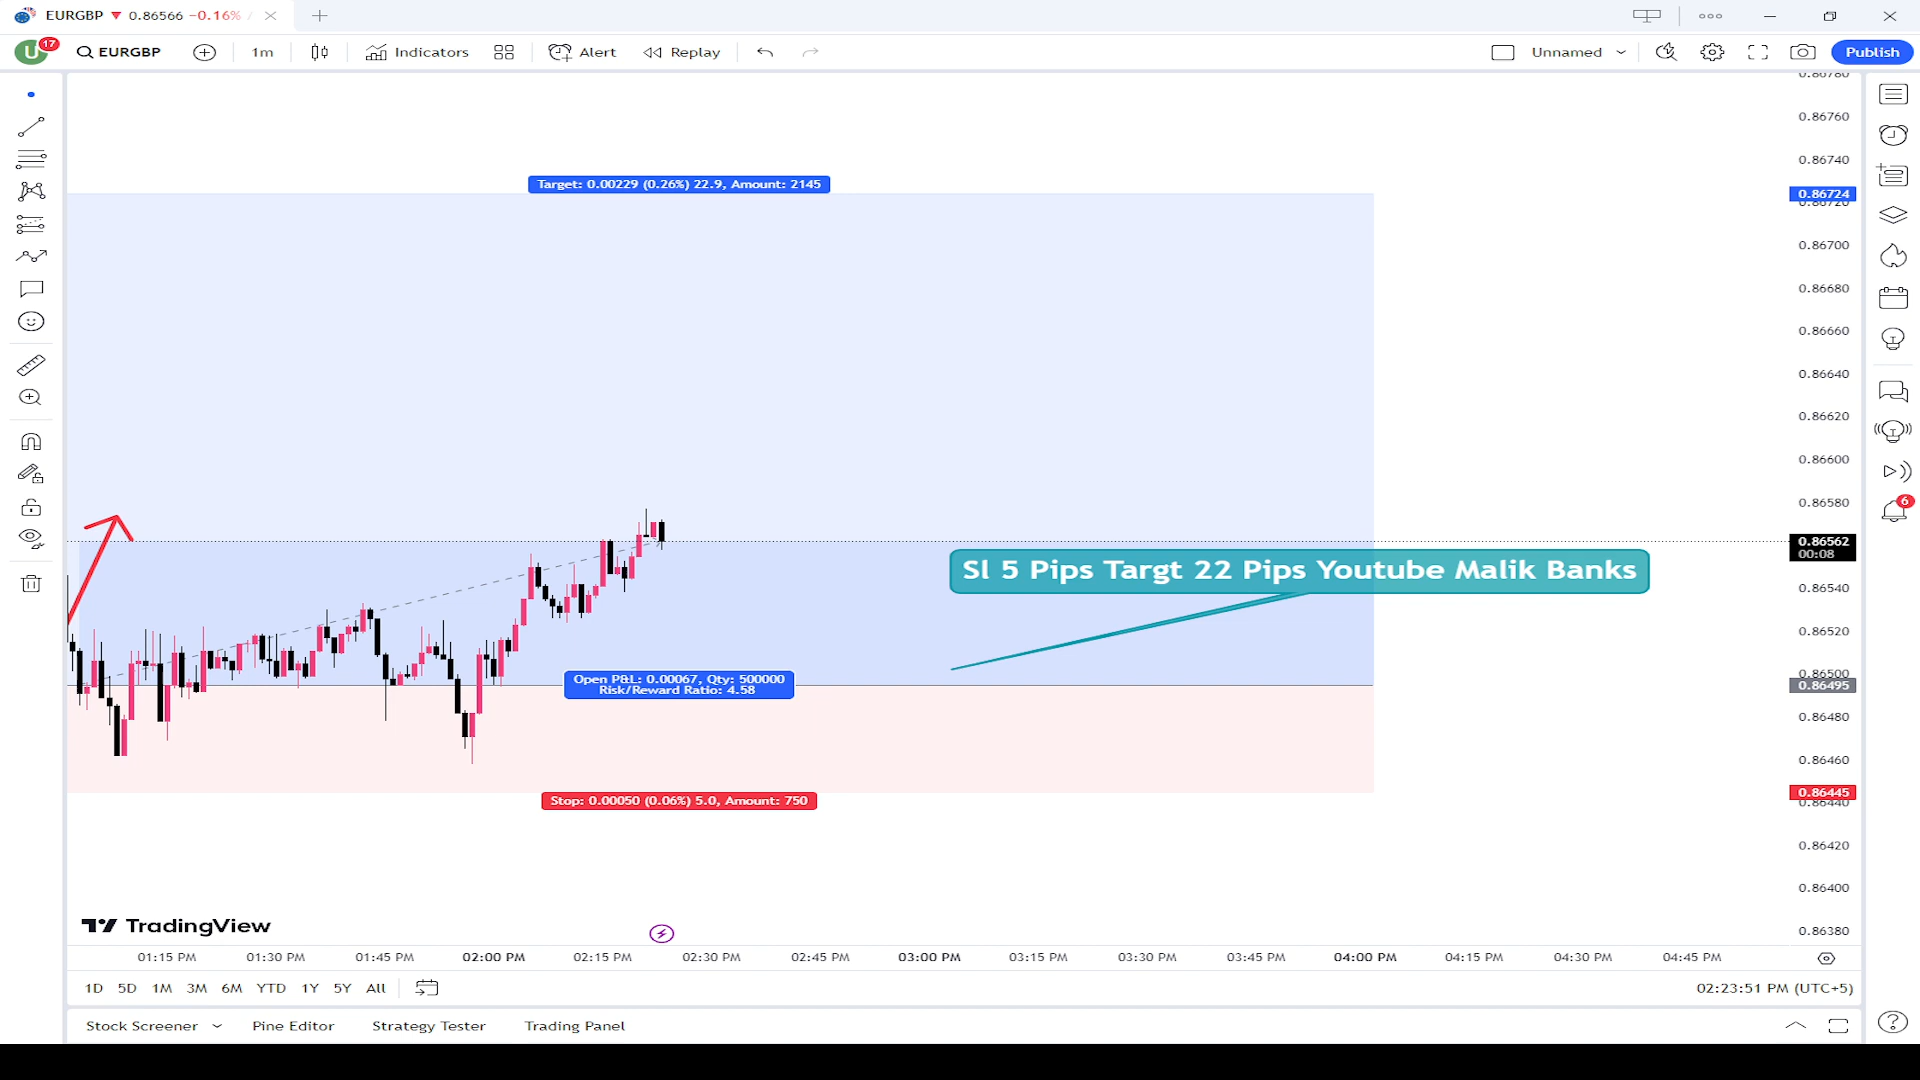 EURGBP ▼ 0.86566 −0.16% /
U 17 EURGBP 1m Indicators Alert Replay Unnamed Publish
0.86780
0.86760
0.86740
Target: 0.00229 (0.26%) 22.9, Amount: 2145
0.86724
0.86720
0.86700
0.86680
0.86660
0.86640
0.86620
0.86600
0.86580
6
0.86562
00:08
Sl 5 Pips Targt 22 Pips Youtube Malik Banks
0.86540
0.86520
0.86500
Open P&L: 0.00067, Qty: 500000
Risk/Reward Ratio: 4.58
0.86495
0.86480
0.86460
Stop: 0.00050 (0.06%) 5.0, Amount: 750
0.86445
0.86440
0.86420
0.86400
TradingView
0.86380
01:15 PM 01:30 PM 01:45 PM 02:00 PM 02:15 PM 02:30 PM 02:45 PM 03:00 PM 03:15 PM 03:30 PM 03:45 PM 04:00 PM 04:15 PM 04:30 PM 04:45 PM
1D 5D 1M 3M 6M YTD 1Y 5Y All 02:23:51 PM (UTC+5)
Stock Screener Pine Editor Strategy Tester Trading Panel